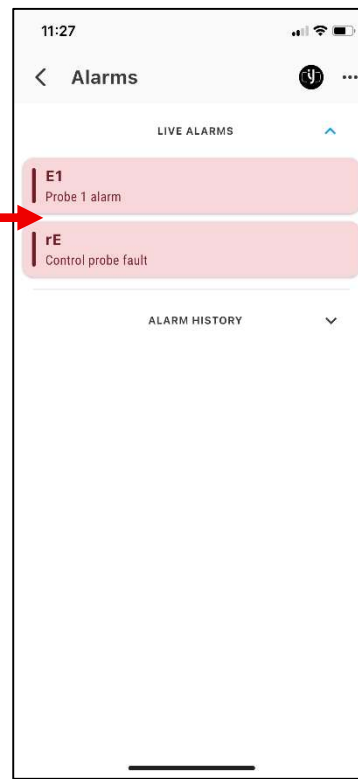 11:27
Alarms
LIVE ALARMS
E1
Probe 1 alarm
rE
Control probe fault
ALARM HISTORY